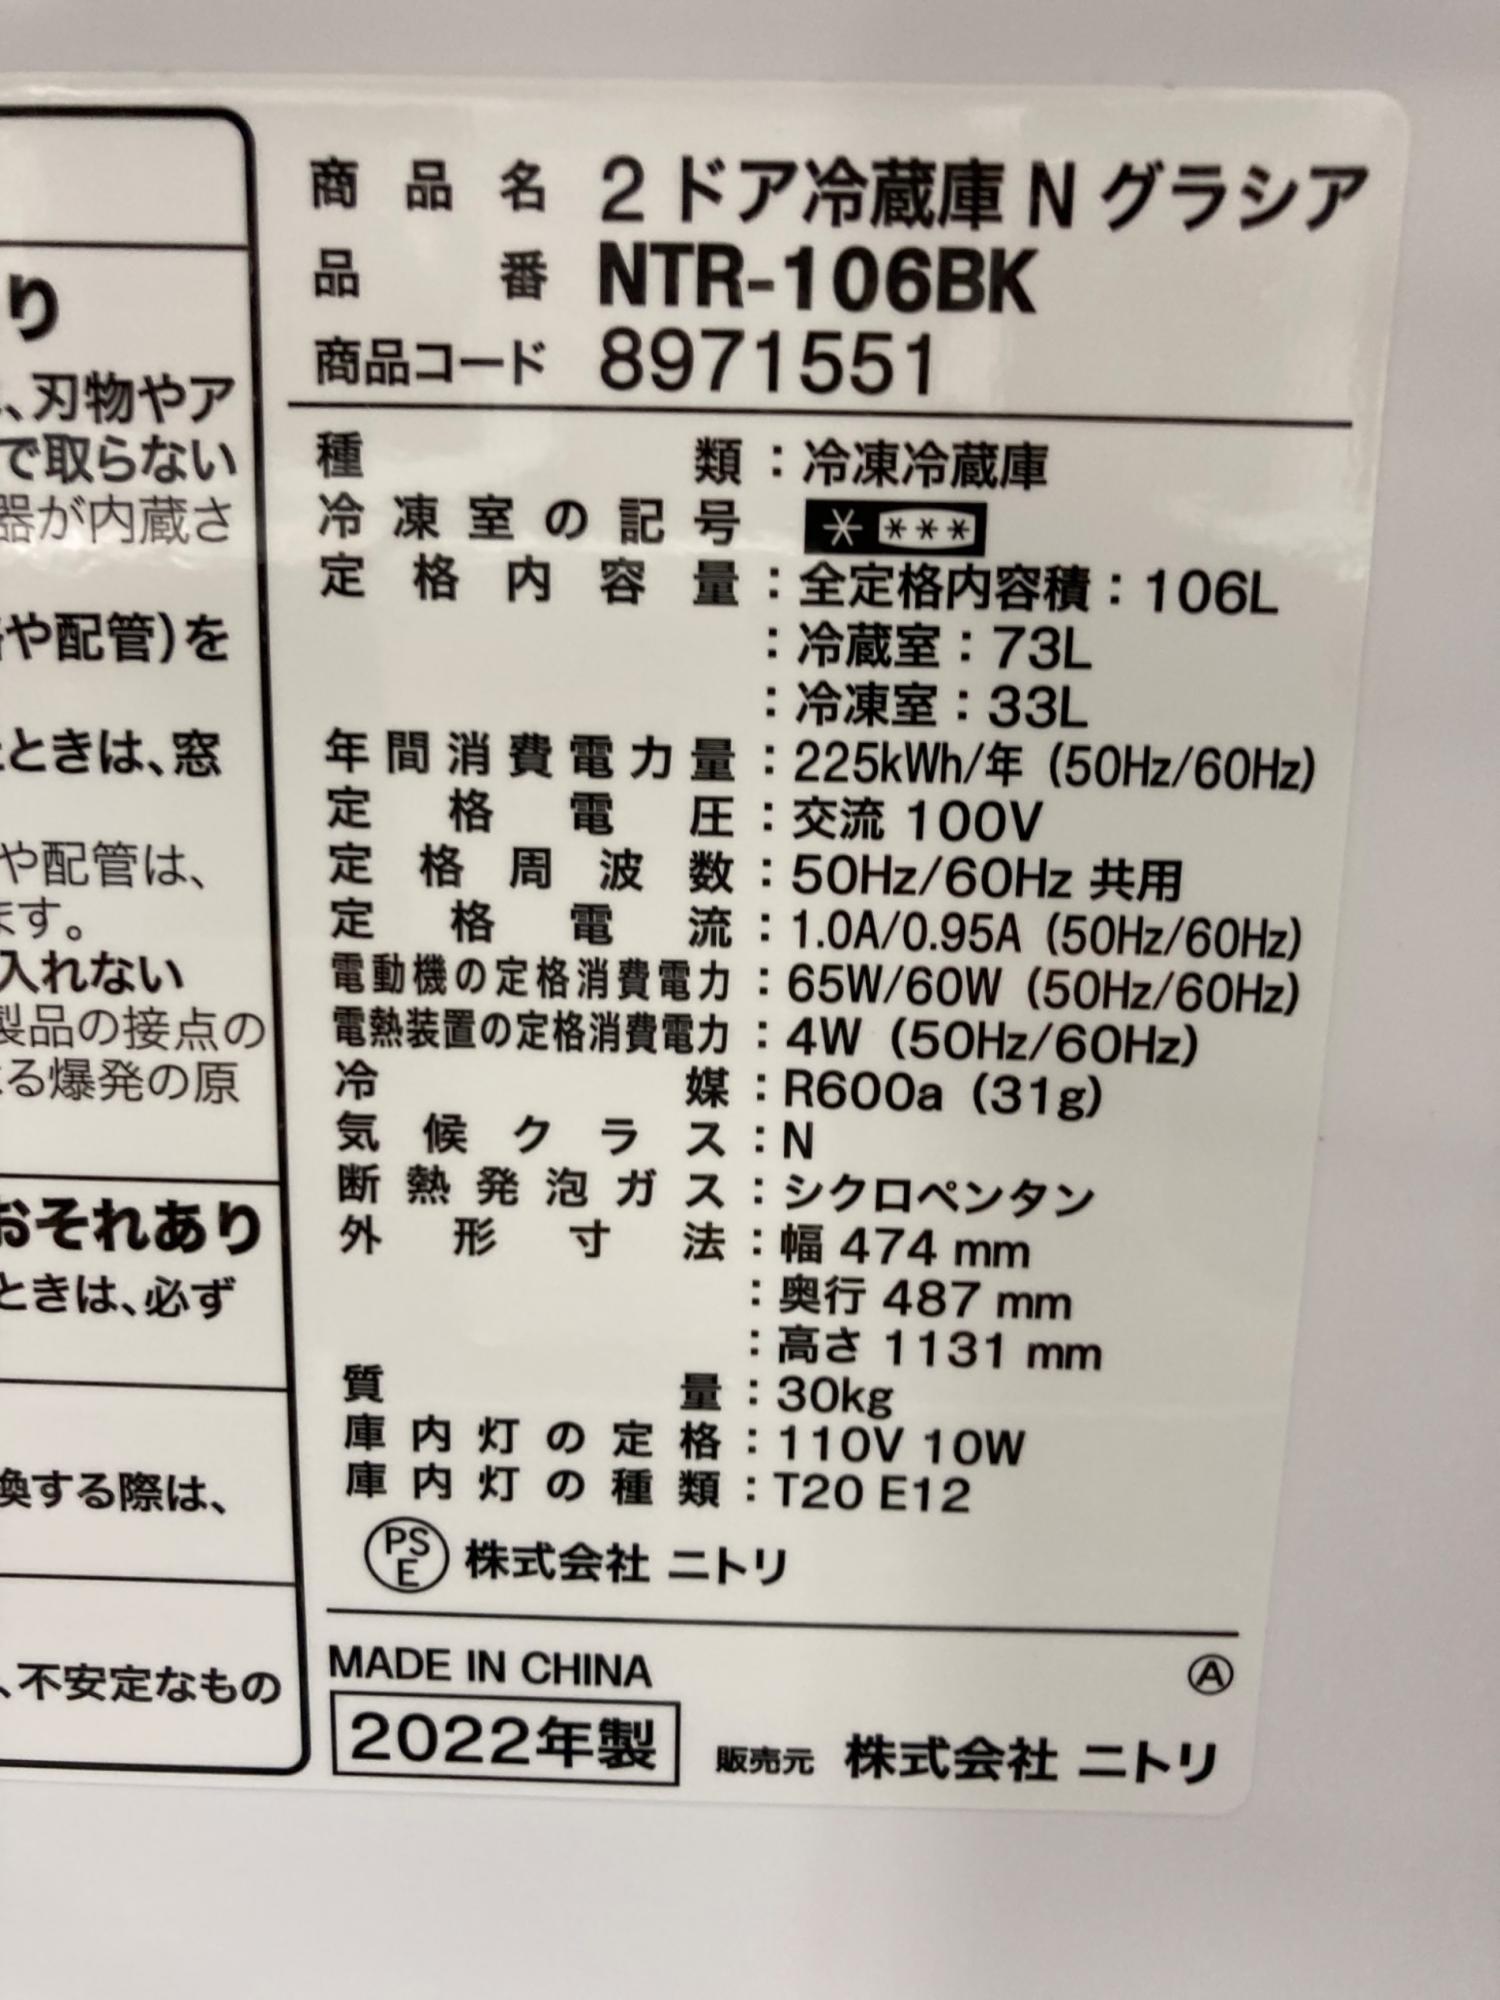 り
、刃物やア
で取らない
器が内蔵さ
や配管)を
ときは、窓
や配管は、
ます。
入れない
製品の接点の
る爆発の原
おそれあり
ときは、必ず
換する際は、
、不安定なもの
商品名 2ドア冷蔵庫 N グラシア
品番 NTR-106BK
商品コード 8971551
種類：冷凍冷蔵庫
冷凍室の記号 * ***
定格内容量：全定格内容積：106L
：冷蔵室：73L
：冷凍室：33L
年間消費電力量：225kWh/年 (50Hz/60Hz)
定格電圧：交流 100V
定格周波数：50Hz/60Hz 共用
定格電流：1.0A/0.95A (50Hz/60Hz)
電動機の定格消費電力：65W/60W (50Hz/60Hz)
電熱装置の定格消費電力：4W (50Hz/60Hz)
冷媒：R600a (31g)
気候クラス：N
断熱発泡ガス：シクロペンタン
外形寸法：幅 474 mm
：奥行 487 mm
：高さ 1131 mm
質量：30kg
庫内灯の定格：110V 10W
庫内灯の種類：T20 E12
PSE 株式会社 ニトリ
MADE IN CHINA Ⓐ
2022年製 販売元 株式会社 ニトリ